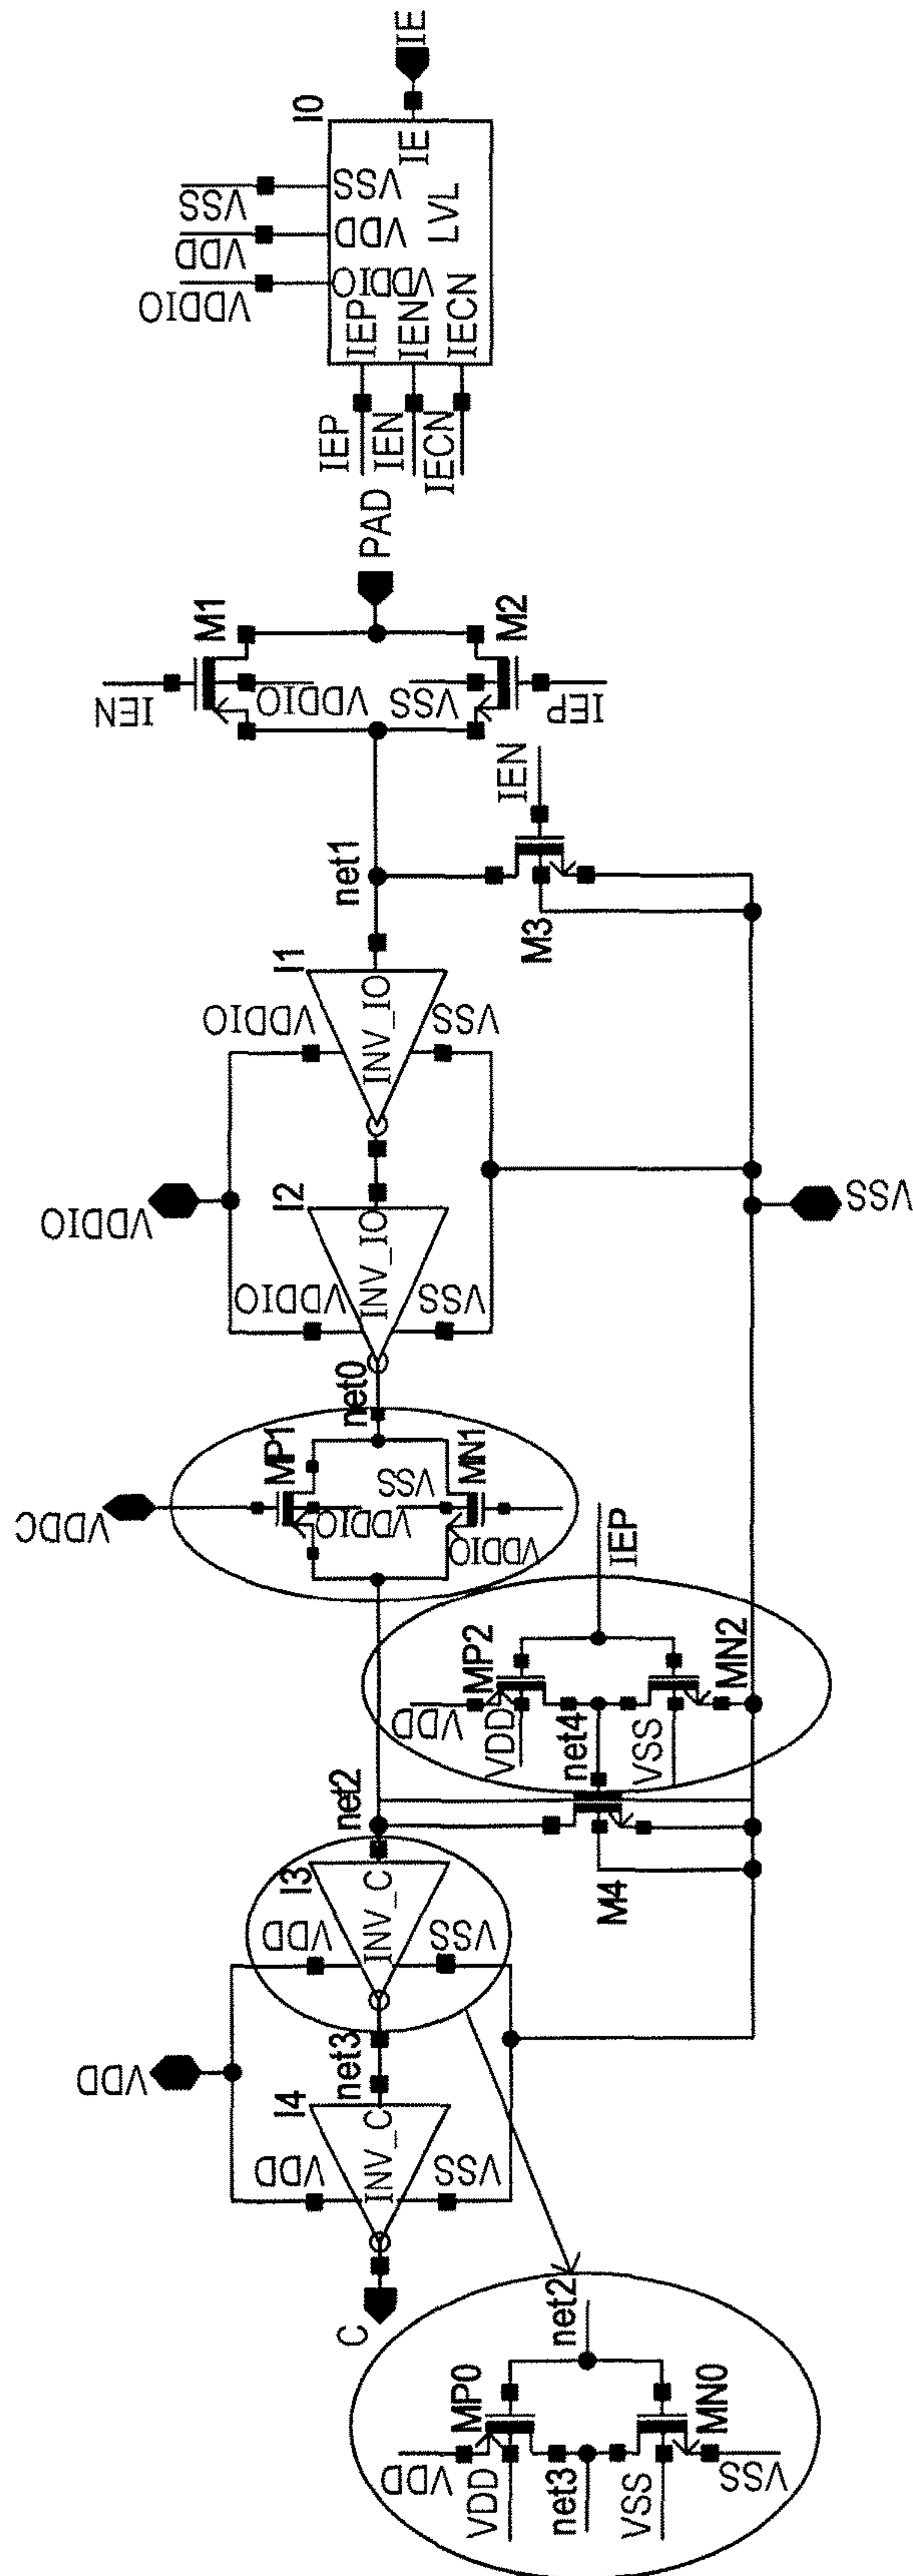 IE
I0
IE
VSS
VDD
VDDIO
VSS
VDD
VDDIO
LVL
IEP
IEN
IECN
IEP
IEN
IECN
PAD
M1
IEN
VDDIO
M2
VSS
IEP
net1
IEN
M3
I1
INV_IO
VDDIO
VSS
I2
INV_IO
VDDIO
VSS
VDDIO
VSS
net0
MP1
VDDC
VDDIO
VSS
MN1
VDDIO
IEP
MP2
VDD
VDD
net4
MN2
VSS
net2
M4
I3
INV_C
VDD
VSS
net3
VDD
I4
INV_C
VDD
VSS
C
net2
MP0
VDD
VDD
net3
MN0
VSS
VSS